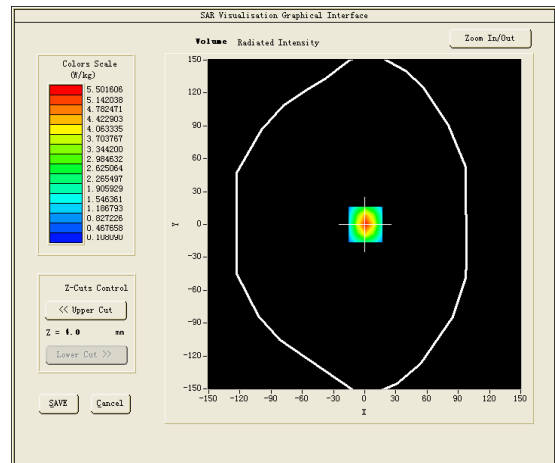 SAR Visualisation Graphical Interface
Volume Radiated Intensity
Zoom In/Out
Colors Scale
(W/kg)
5.501606
5.142038
4.782471
4.422903
4.063335
3.703767
3.344200
2.984632
2.625064
2.265497
1.905929
1.546361
1.186793
0.827226
0.467658
0.108090
Z-Cuts Control
<< Upper Cut
Z = 4.0 mm
Lower Cut >>
SAVE Cancel
150
120
90
60
30
0
-30
-60
-90
-120
-150
Y
-150 -120 -90 -60 -30 0 30 60 90 120 150
X